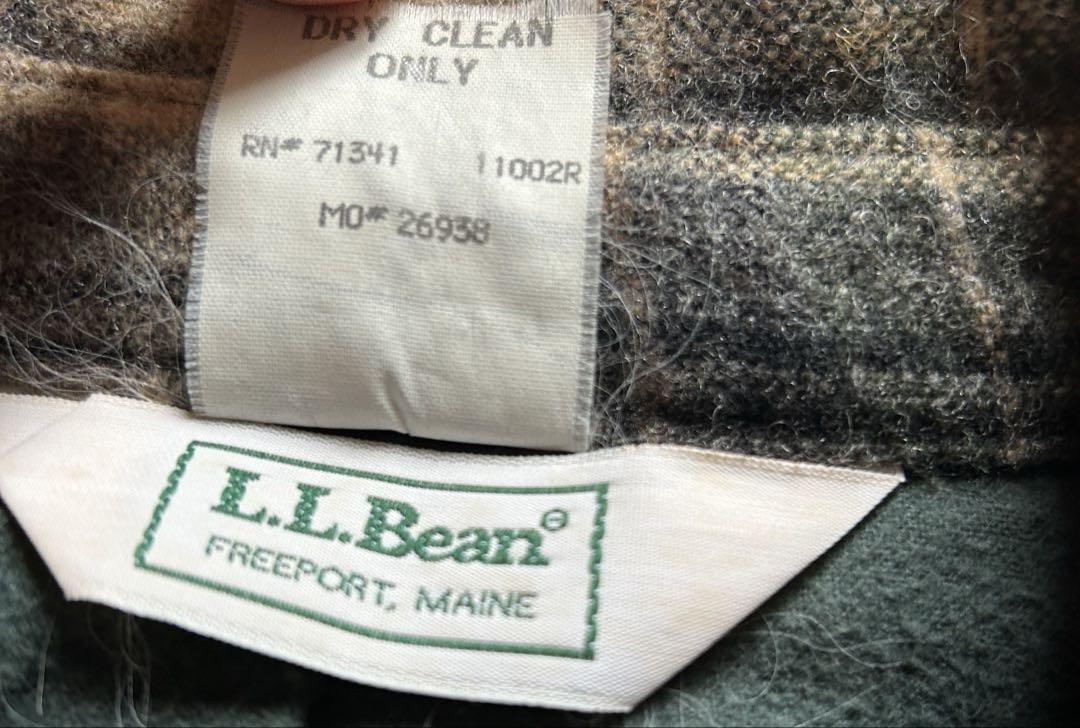 DRY CLEAN
ONLY
RN# 71341 11002R
MO# 26938
L.L.Bean®
FREEPORT, MAINE